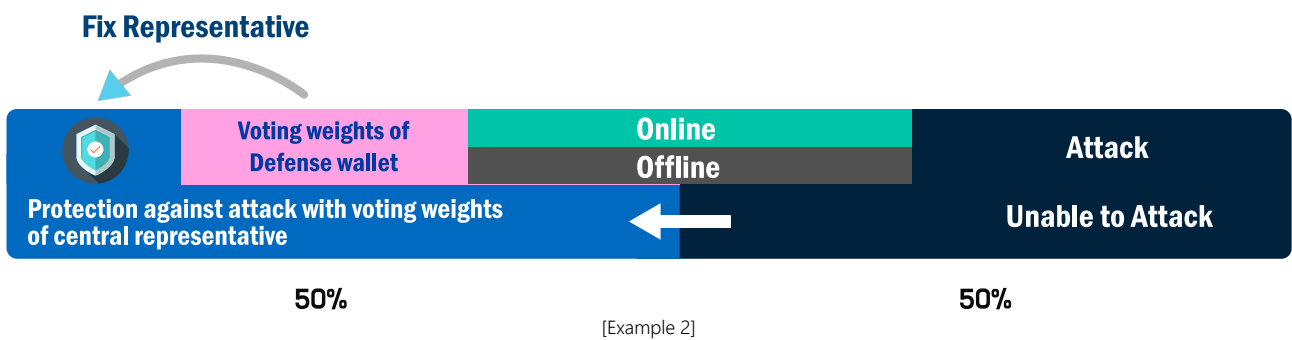 Fix Representative
Voting weights of
Defense wallet
Online
Offline
Attack
Protection against attack with voting weights
of central representative
Unable to Attack
50%
50%
[Example 2]